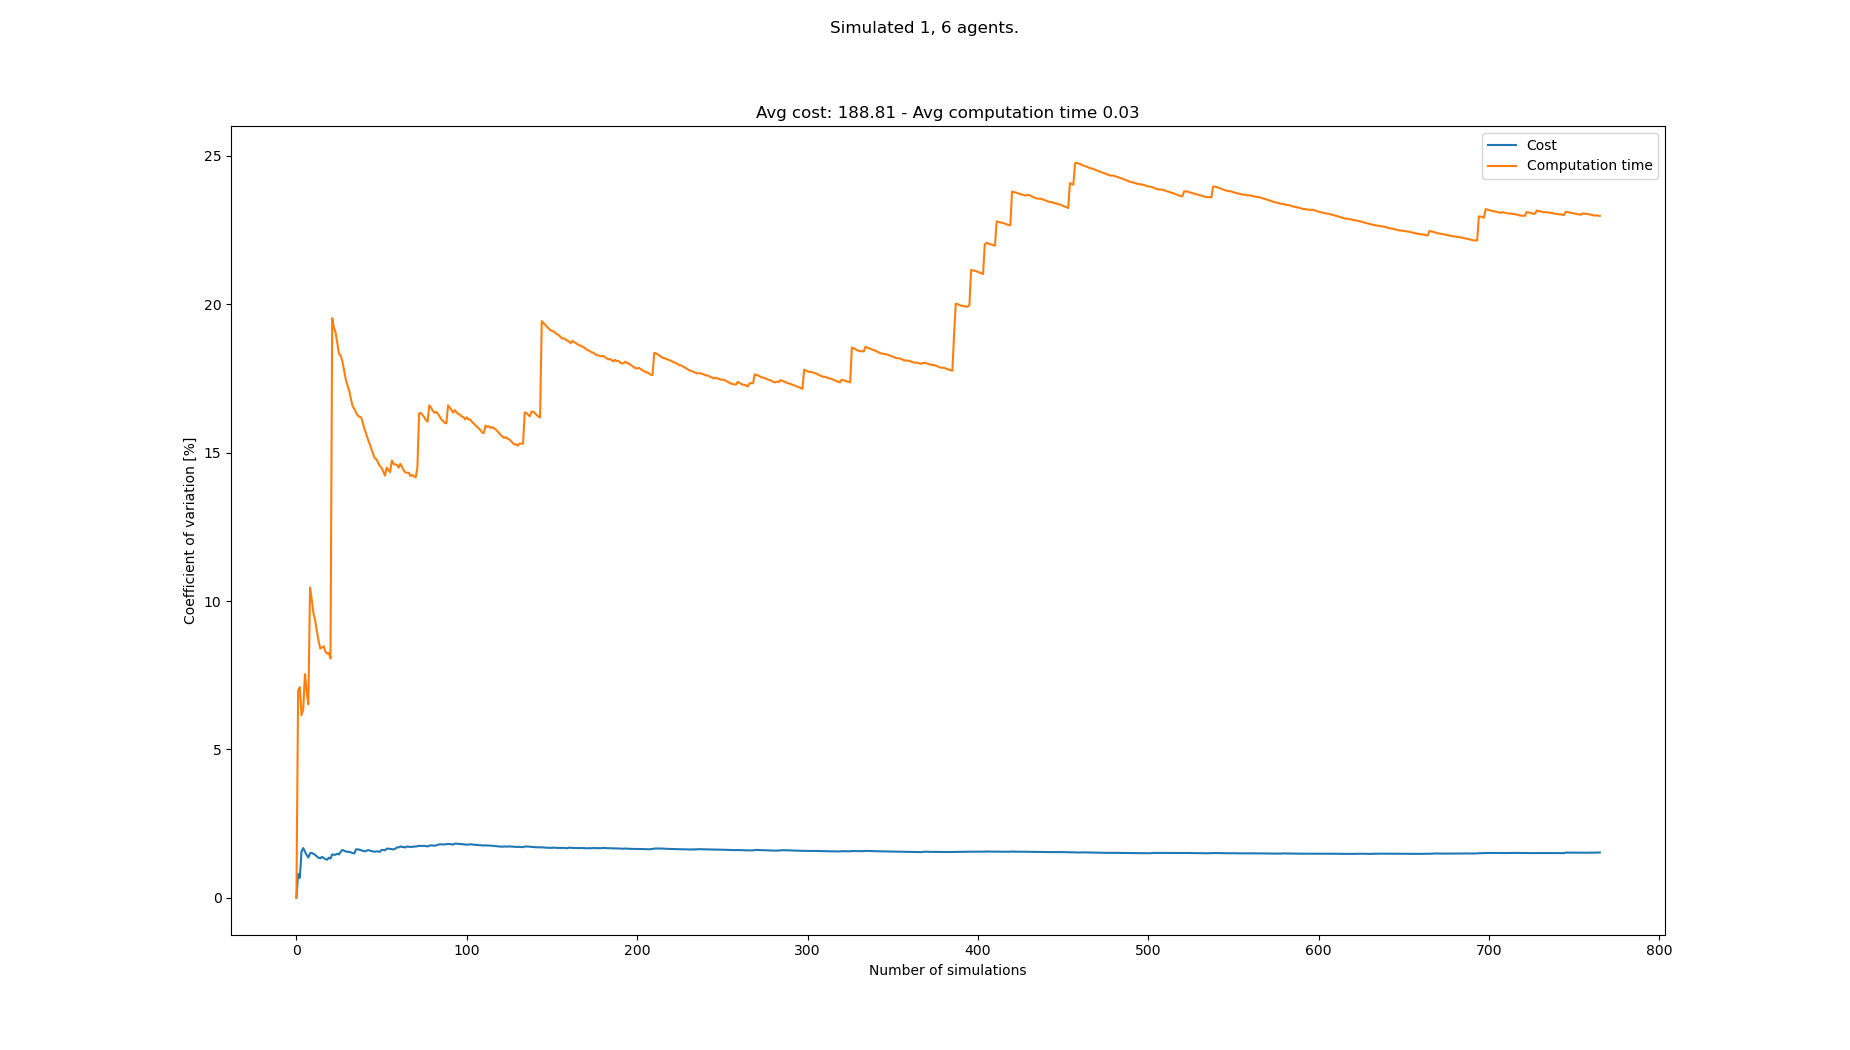 Simulated 1, 6 agents.
Avg cost: 188.81 - Avg computation time 0.03
Cost
Computation time
Coefficient of variation [%]
25
20
15
10
5
0
0 100 200 300 400 500 600 700 800
Number of simulations